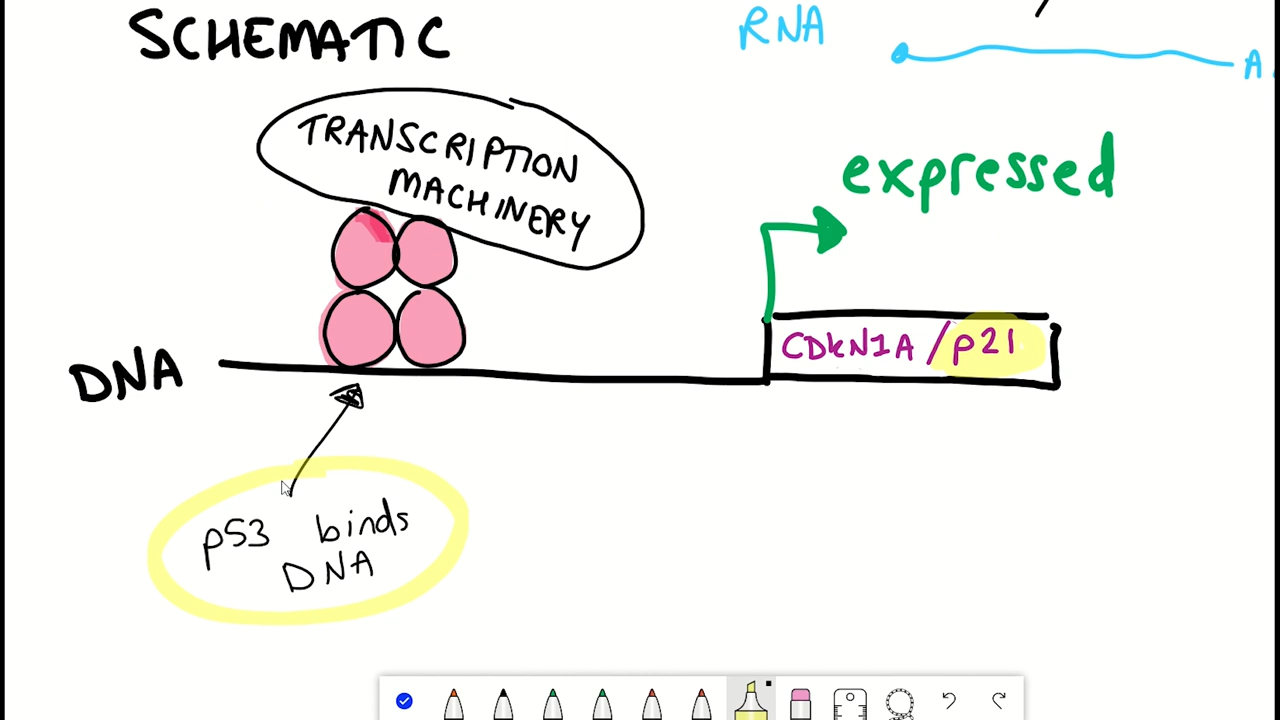 SCHEMATIC
RNA
A
TRANSCRIPTION
MACHINERY
expressed
CDKN1A/p21
DNA
p53 binds
DNA